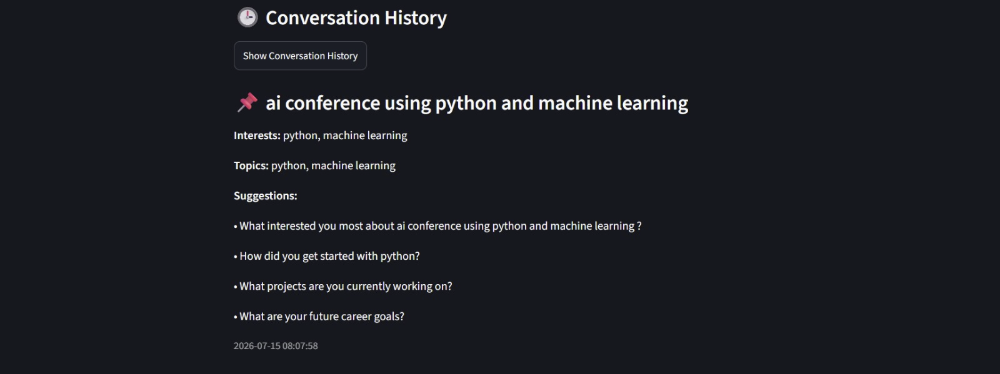 Conversation History
Show Conversation History
ai conference using python and machine learning
Interests: python, machine learning
Topics: python, machine learning
Suggestions:
• What interested you most about ai conference using python and machine learning ?
• How did you get started with python?
• What projects are you currently working on?
• What are your future career goals?
2026-07-15 08:07:58